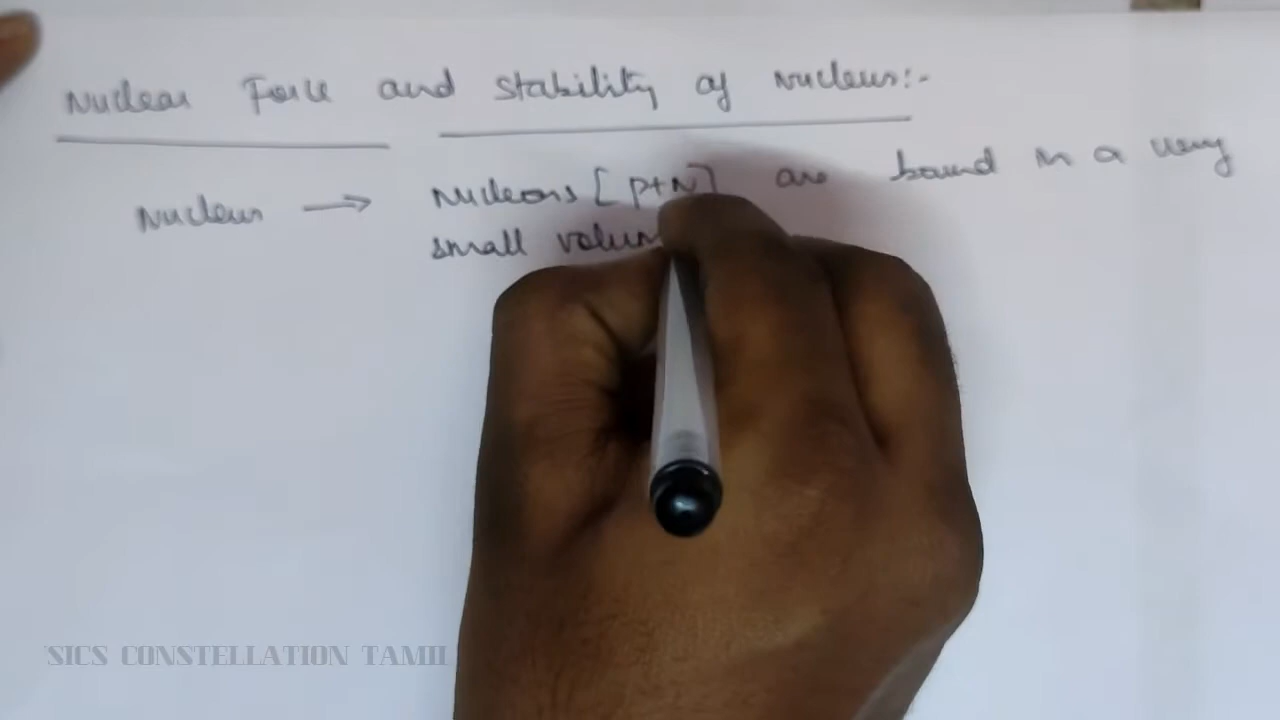 Nuclear Force and stability of Nucleus:-
Nucleus → Nucleons [P+N] are bound in a very
small volum
SICS CONSTELLATION TAMIL